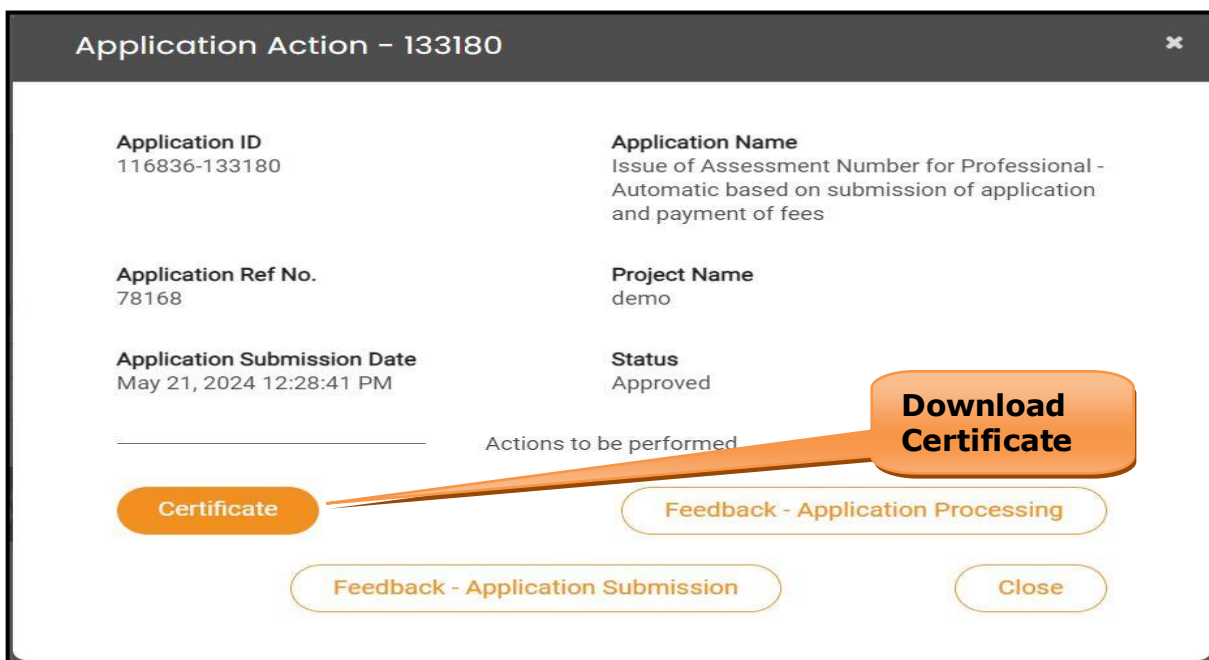 Application Action - 133180
Application ID
116836-133180
Application Name
Issue of Assessment Number for Professional -
Automatic based on submission of application
and payment of fees
Application Ref No.
78168
Project Name
demo
Application Submission Date
May 21, 2024 12:28:41 PM
Status
Approved
Download
Certificate
Actions to be performed
Certificate
Feedback - Application Processing
Feedback - Application Submission
Close